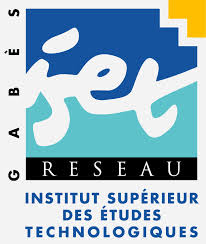 GABÈS
iset
RESEAU
INSTITUT SUPÉRIEUR
DES ÉTUDES
TECHNOLOGIQUES